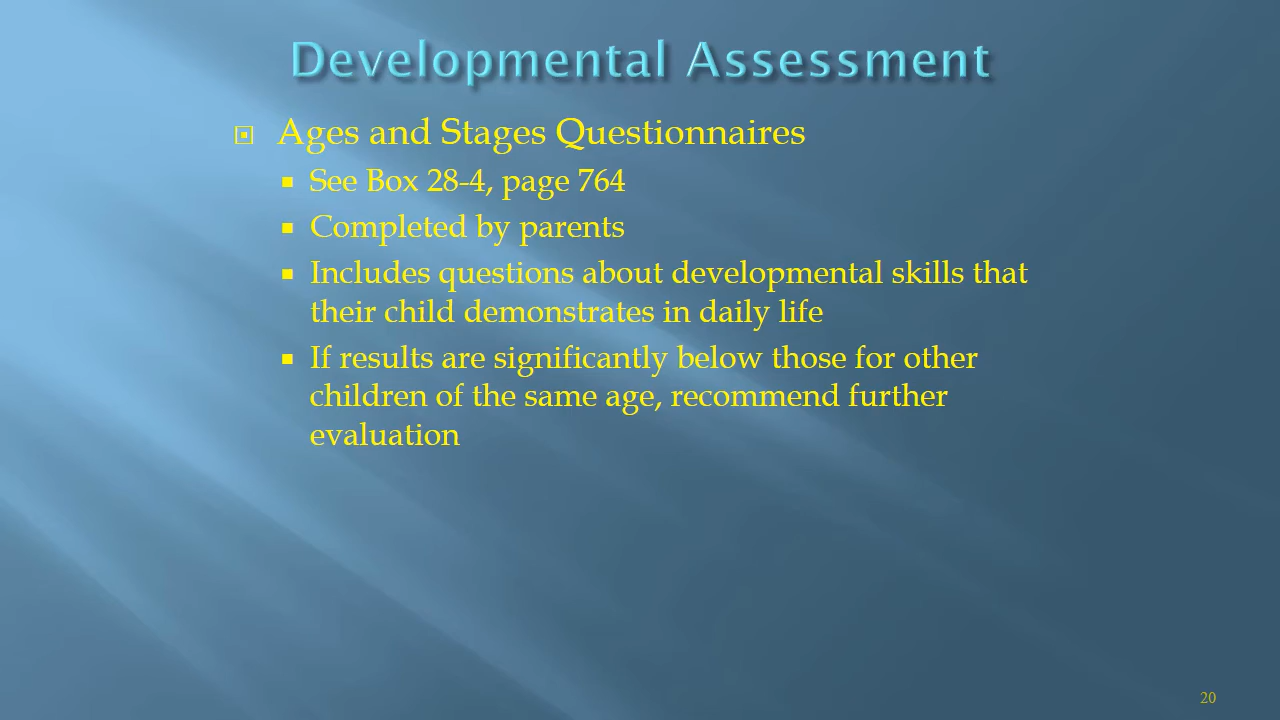 Developmental Assessment
Ages and Stages Questionnaires
See Box 28-4, page 764
Completed by parents
Includes questions about developmental skills that
their child demonstrates in daily life
If results are significantly below those for other
children of the same age, recommend further
evaluation
20